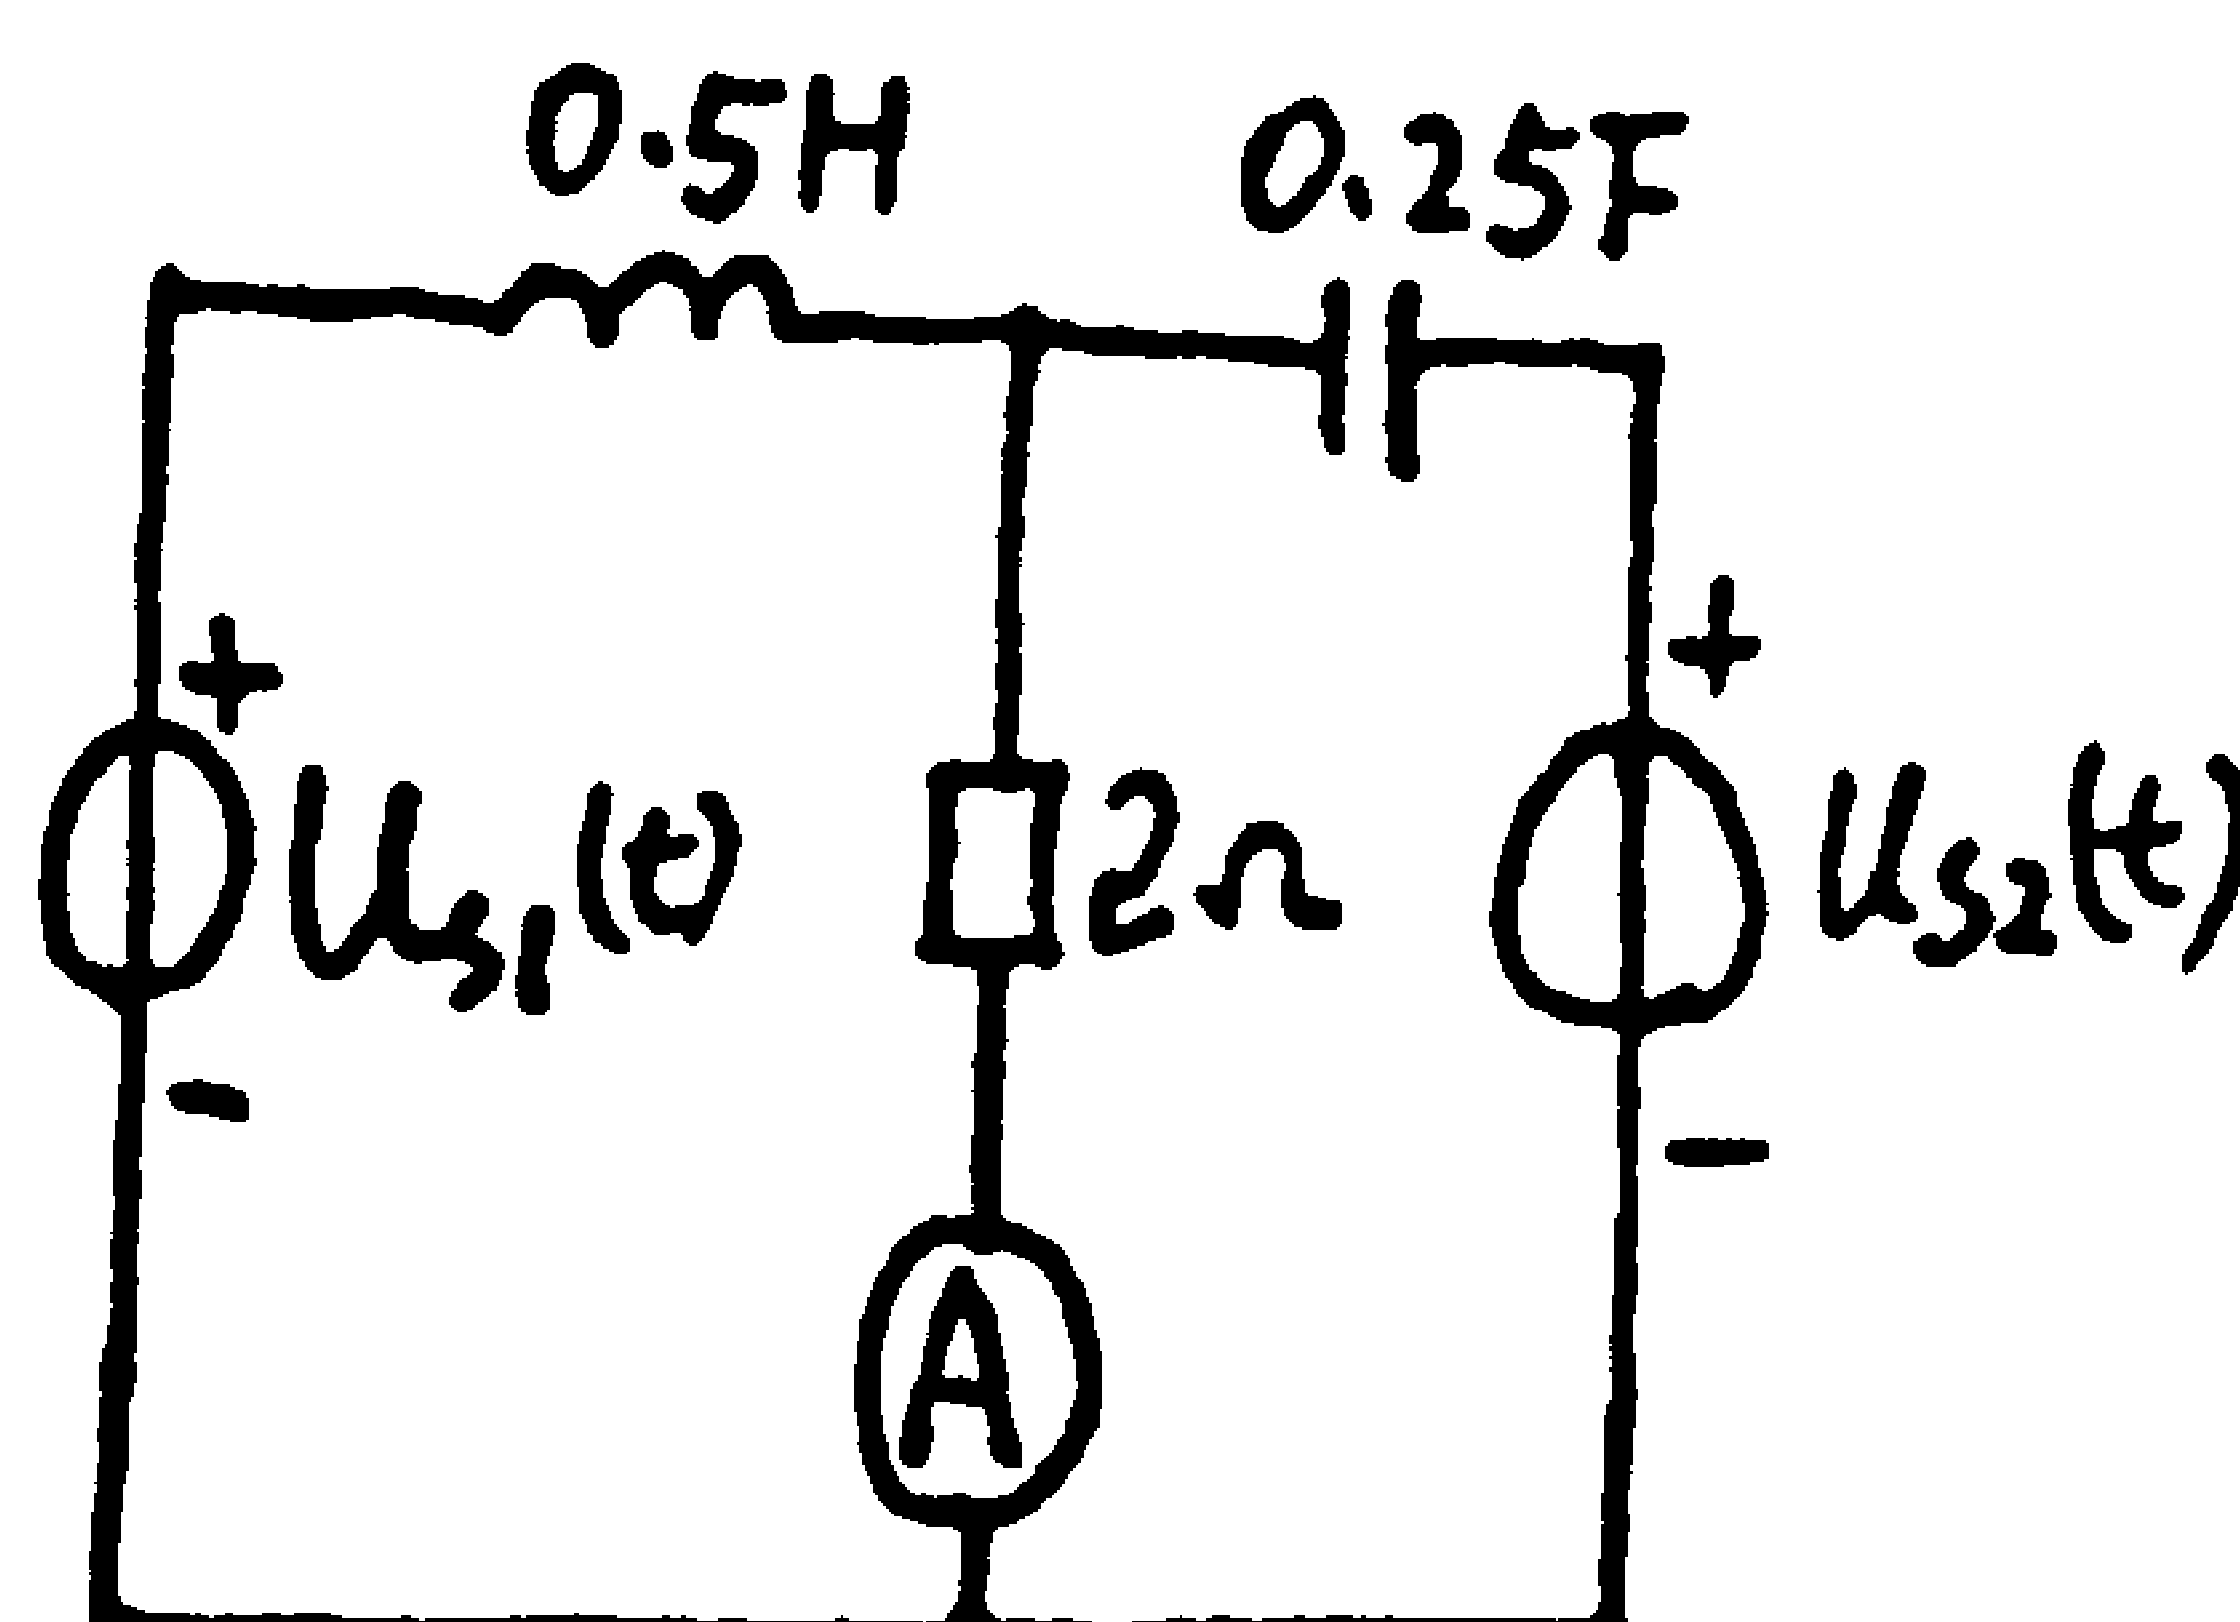 0.5H
0.25F
+
+
Us1(t)
2Ω
Us2(t)
-
-
A